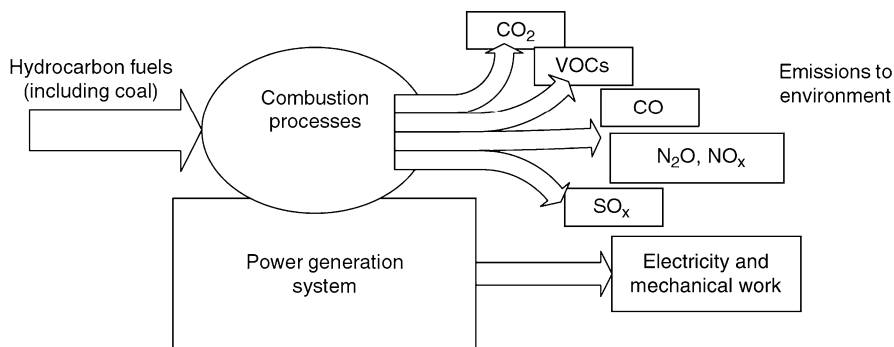 Hydrocarbon fuels
(including coal)
Combustion
processes
CO₂
VOCs
CO
N₂O, NOₓ
SOₓ
Emissions to
environment
Power generation
system
Electricity and
mechanical work